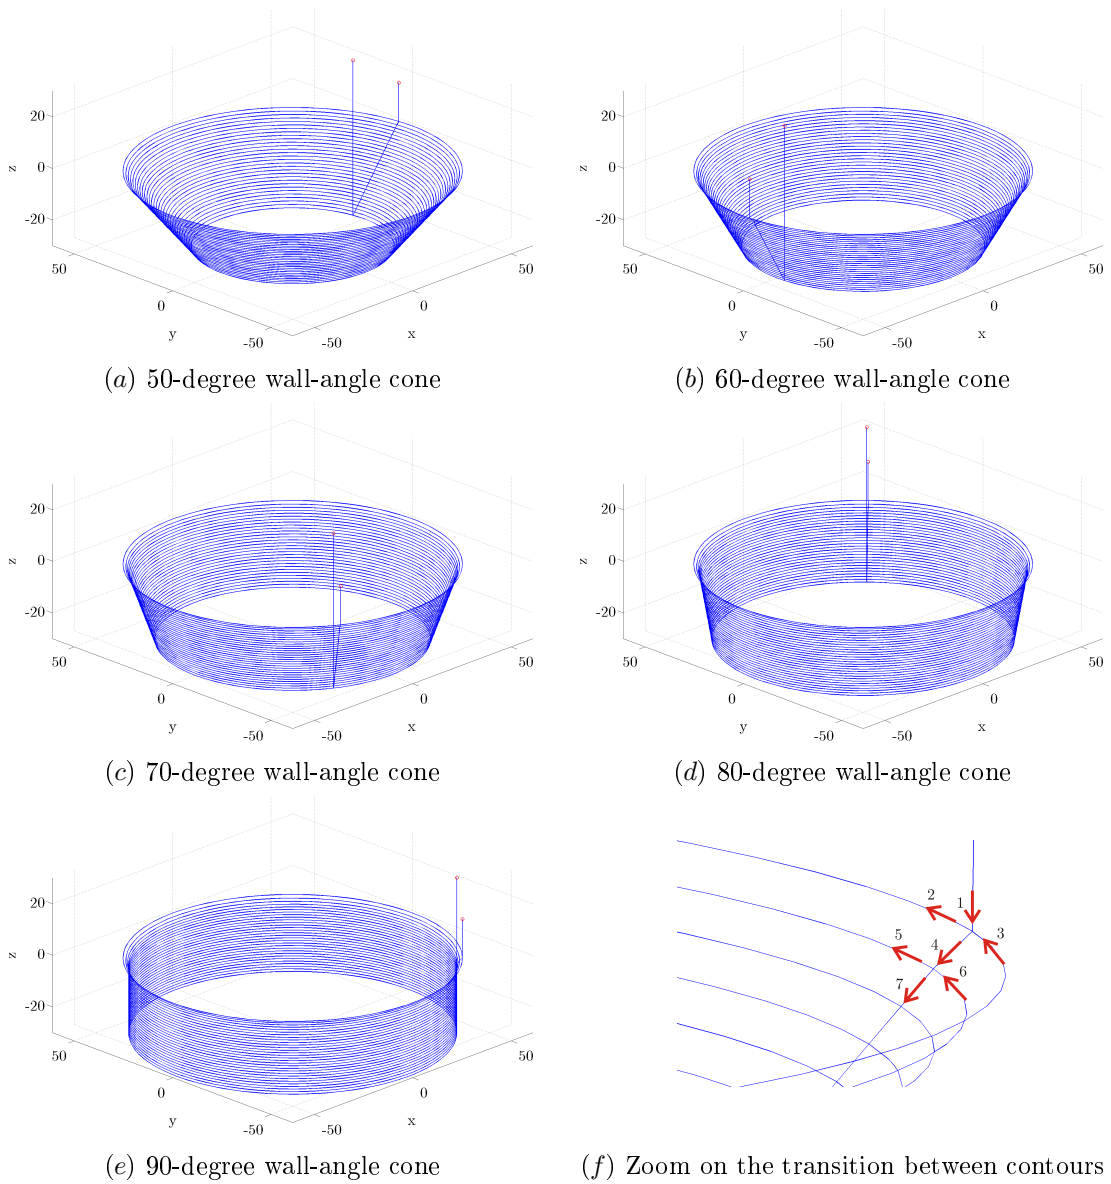 20
0
-20
z
50
0
-50
y
-50
0
50
x
(a) 50-degree wall-angle cone
20
0
-20
z
50
0
-50
y
-50
0
50
x
(b) 60-degree wall-angle cone
20
0
-20
z
50
0
-50
y
-50
0
50
x
(c) 70-degree wall-angle cone
20
0
-20
z
50
0
-50
y
-50
0
50
x
(d) 80-degree wall-angle cone
20
0
-20
z
50
0
-50
y
-50
0
50
x
(e) 90-degree wall-angle cone
2
1
3
5
4
6
7
(f) Zoom on the transition between contours